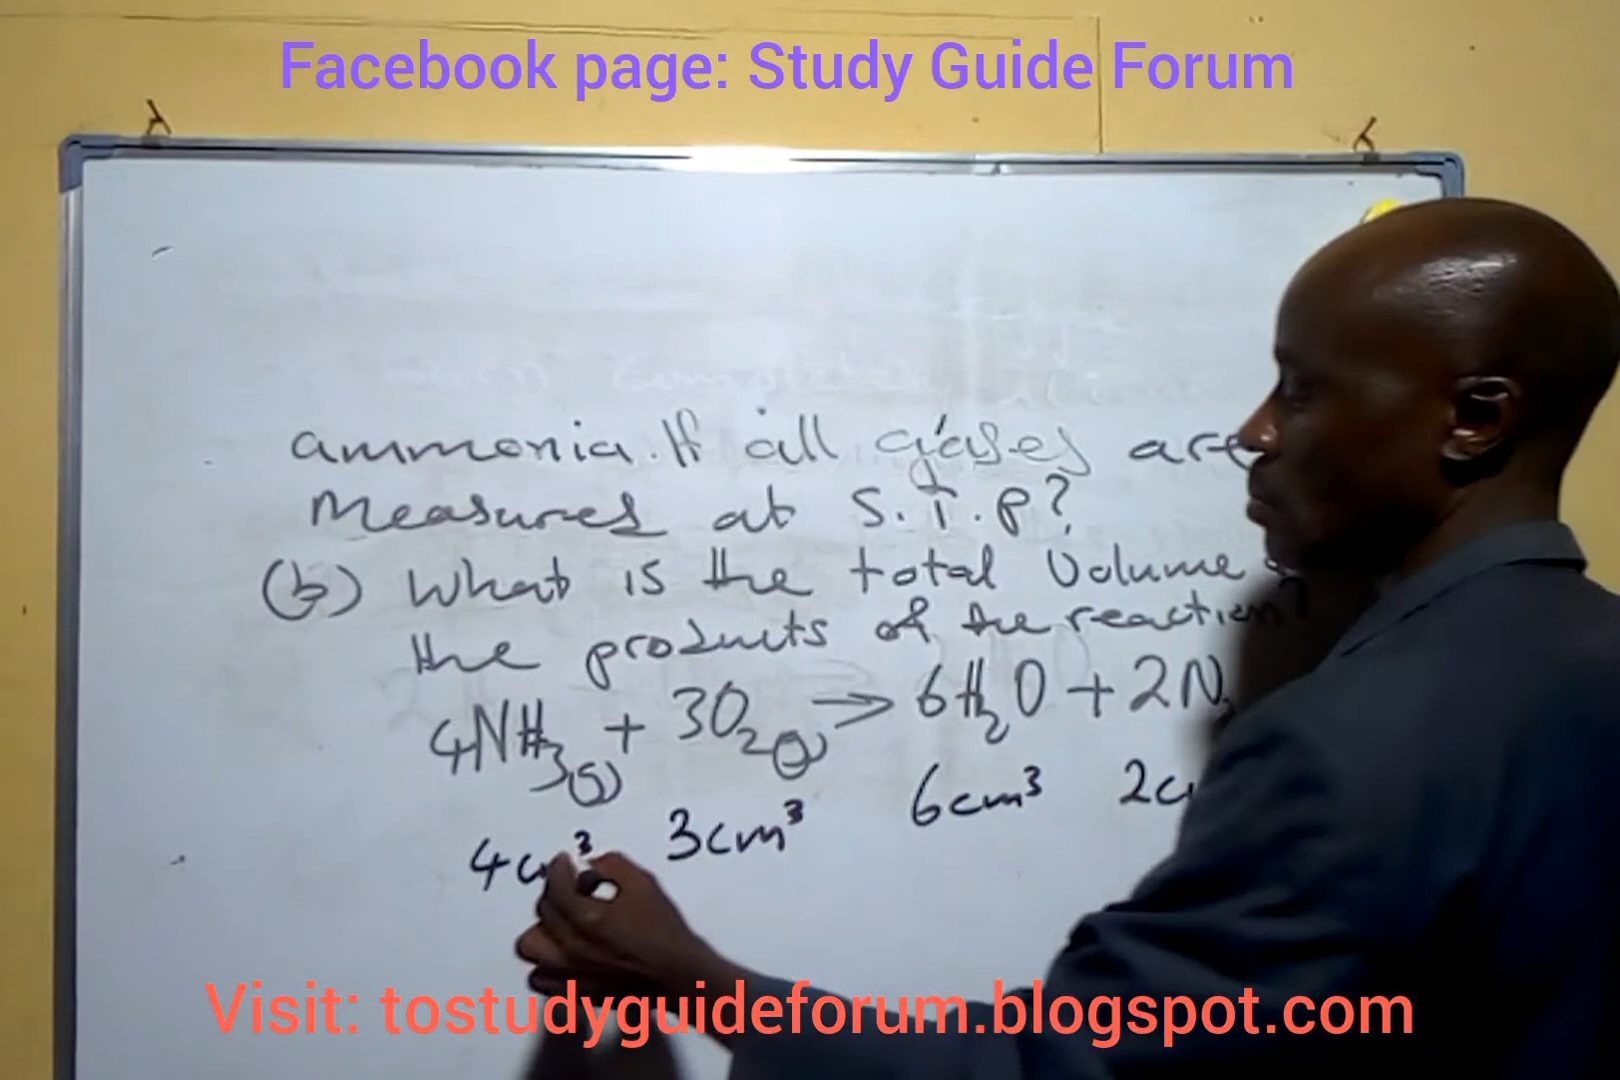 Facebook page: Study Guide Forum
ammonia. If all gases are
measured at S.T.P?
(b) What is the total volume
the products of the reaction?
4NH₃(g) + 3O₂(g) → 6H₂O + 2N₂
4cm³ 3cm³ 6cm³ 2c
Visit: tostudyguideforum.blogspot.com